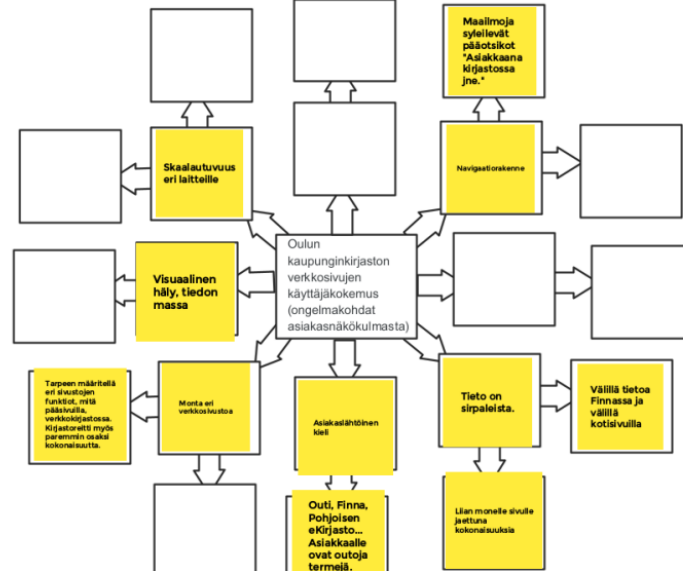 Maailmoja
syleilevät
pääotsikot
"Asiakkaana
kirjastossa
jne."
Skaalautuvuus
eri laitteille
Navigaatiorakenne
Oulun
kaupunginkirjaston
verkkosivujen
käyttäjäkokemus
(ongelmakohdat
asiakasnäkökulmasta)
Visuaalinen
häly, tiedon
massa
Tarpeen määritellä
eri sivustojen
funktiot, mitä
pääsivuilla,
verkkokirjastossa.
Kirjastoreitti myös
paremmin osaksi
kokonaisuutta.
Monta eri
verkkosivustoa
Asiakaslähtöinen
kieli
Tieto on
sirpaleista.
Välillä tietoa
Finnassa ja
välillä
kotisivuilla
Outi, Finna,
Pohjoisen
eKirjasto...
Asiakkaalle
ovat outoja
termejä.
Liian monelle sivulle
jaettuna
kokonaisuuksia